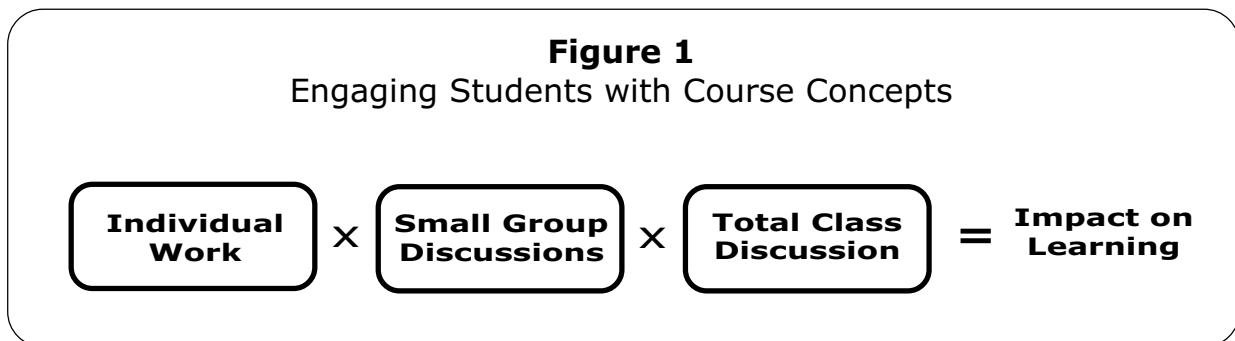 Figure 1
Engaging Students with Course Concepts
Individual Work x Small Group Discussions x Total Class Discussion = Impact on Learning